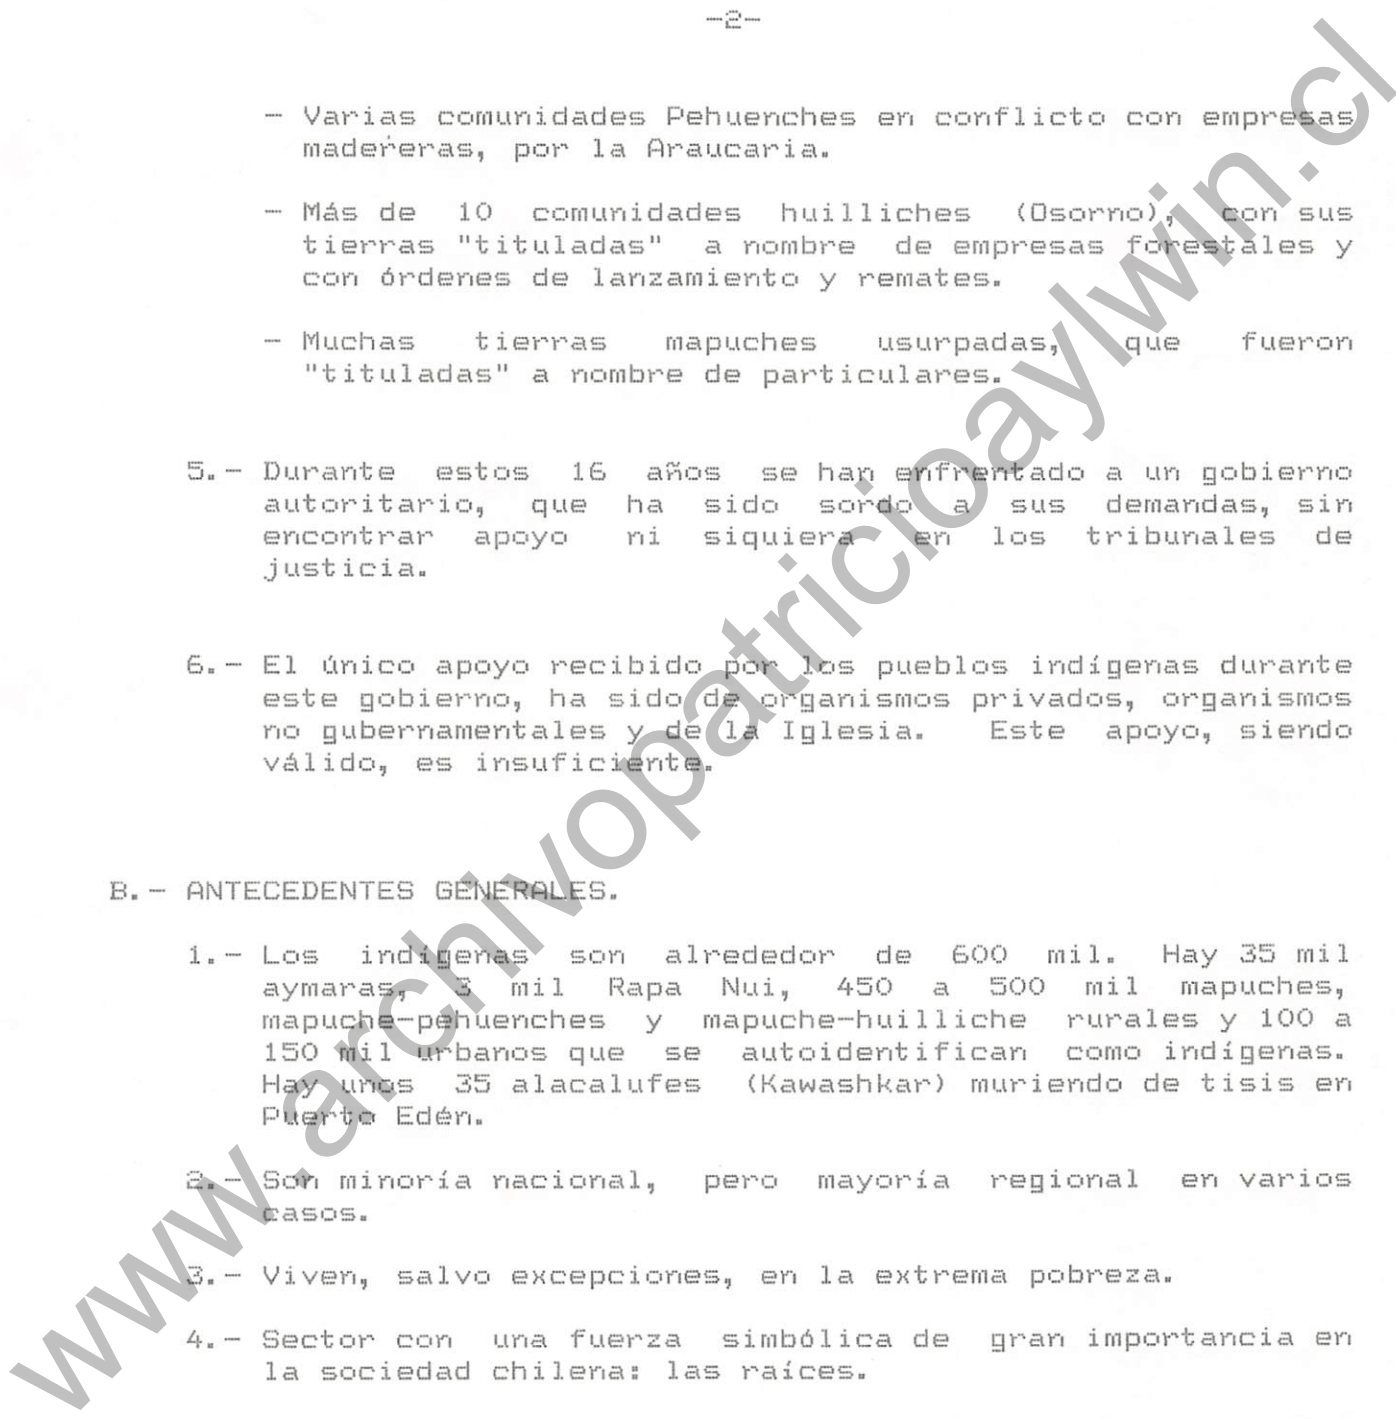 -2-
- Varias comunidades Pehuenches en conflicto con empresas
madereras, por la Araucaria.
- Más de 10 comunidades huilliches (Osorno), con sus
tierras "tituladas" a nombre de empresas forestales y
con órdenes de lanzamiento y remates.
- Muchas tierras mapuches usurpadas, que fueron
"tituladas" a nombre de particulares.
5.- Durante estos 16 años se han enfrentado a un gobierno
autoritario, que ha sido sordo a sus demandas, sin
encontrar apoyo ni siquiera en los tribunales de
justicia.
6.- El único apoyo recibido por los pueblos indígenas durante
este gobierno, ha sido de organismos privados, organismos
no gubernamentales y de la Iglesia. Este apoyo, siendo
válido, es insuficiente.
B.- ANTECEDENTES GENERALES.
1.- Los indígenas son alrededor de 600 mil. Hay 35 mil
aymaras, 3 mil Rapa Nui, 450 a 500 mil mapuches,
mapuche-pehuenches y mapuche-huilliche rurales y 100 a
150 mil urbanos que se autoidentifican como indígenas.
Hay unos 35 alacalufes (Kawashkar) muriendo de tisis en
Puerto Edén.
2.- Son minoría nacional, pero mayoría regional en varios
casos.
3.- Viven, salvo excepciones, en la extrema pobreza.
4.- Sector con una fuerza simbólica de gran importancia en
la sociedad chilena: las raíces.
www.archivopatricioaylwin.cl